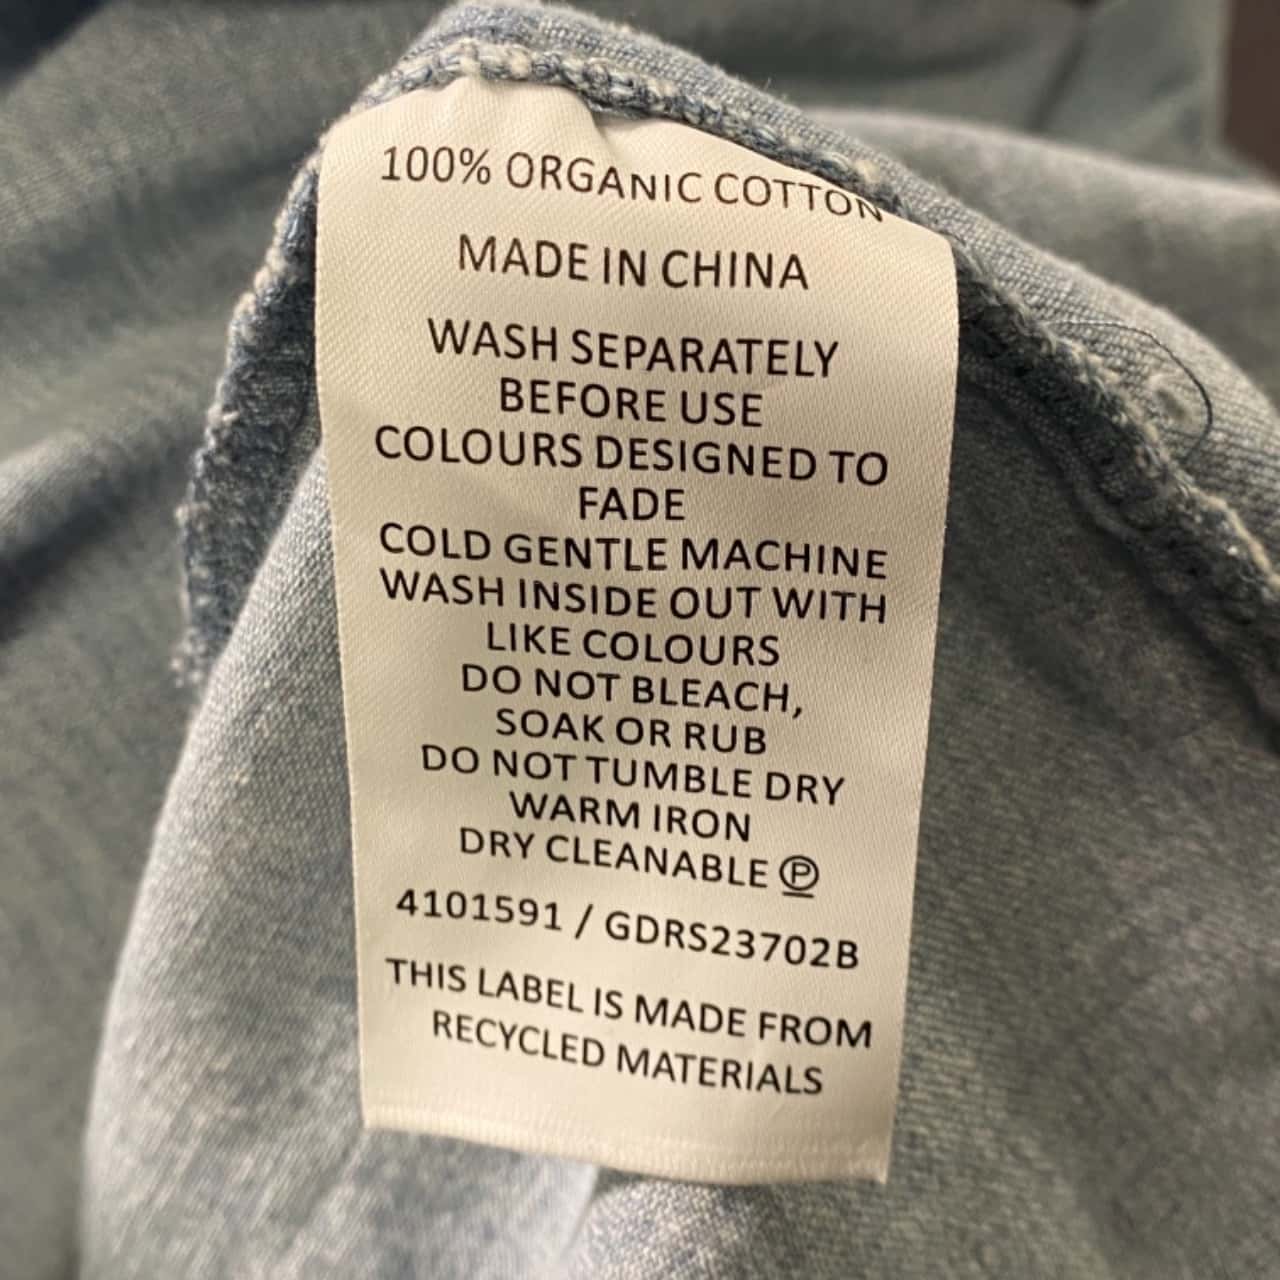 100% ORGANIC COTTON
MADE IN CHINA
WASH SEPARATELY
BEFORE USE
COLOURS DESIGNED TO
FADE
COLD GENTLE MACHINE
WASH INSIDE OUT WITH
LIKE COLOURS
DO NOT BLEACH,
SOAK OR RUB
DO NOT TUMBLE DRY
WARM IRON
DRY CLEANABLE Ⓟ
4101591 / GDRS23702B
THIS LABEL IS MADE FROM
RECYCLED MATERIALS